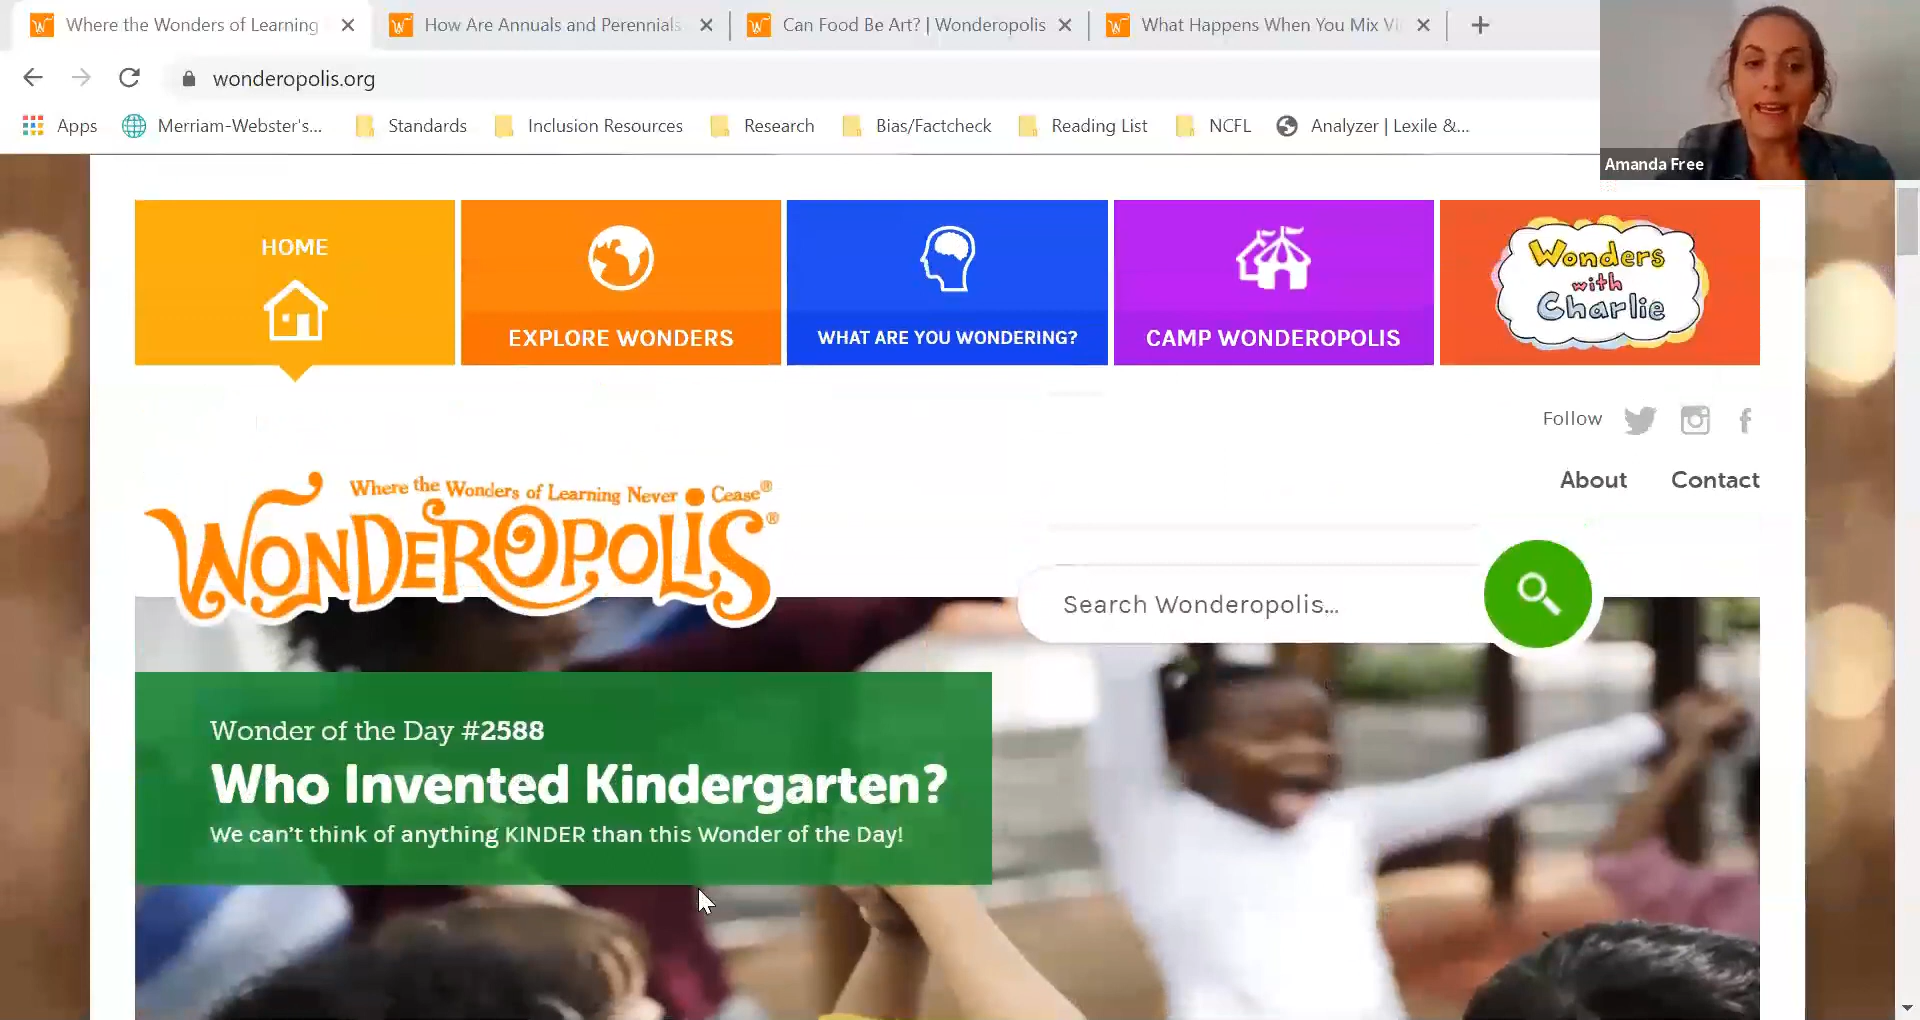 Where the Wonders of Learning
How Are Annuals and Perennials
Can Food Be Art? | Wonderopolis
What Happens When You Mix Vi
wonderopolis.org
Apps
Merriam-Webster's...
Standards
Inclusion Resources
Research
Bias/Factcheck
Reading List
NCFL
Analyzer | Lexile &...
Amanda Free
HOME
EXPLORE WONDERS
WHAT ARE YOU WONDERING?
CAMP WONDEROPOLIS
Wonders
with
Charlie
Follow
About
Contact
Where the Wonders of Learning Never Cease®
WONDEROPOLIS®
Search Wonderopolis...
Wonder of the Day #2588
Who Invented Kindergarten?
We can't think of anything KINDER than this Wonder of the Day!